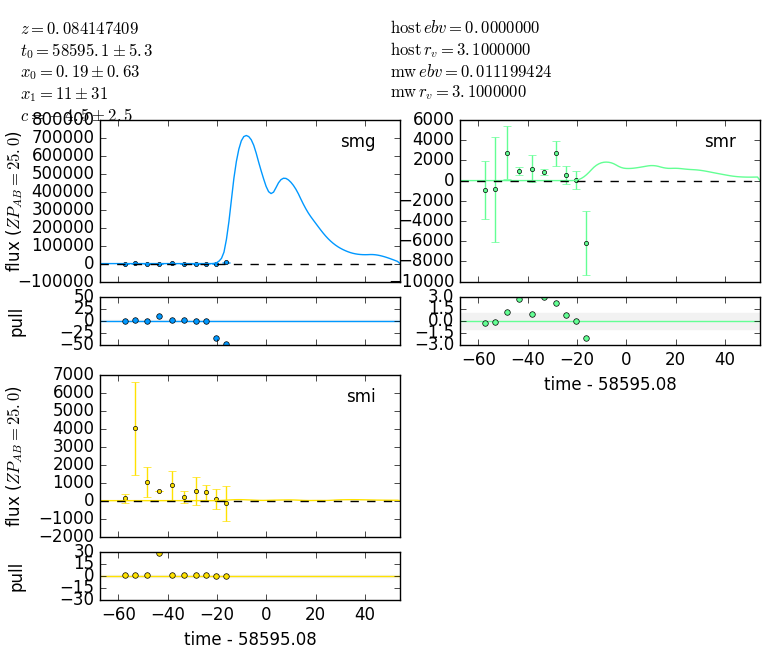 z = 0.084147409
t₀ = 58595.1 ± 5.3
x₀ = 0.19 ± 0.63
x₁ = 11 ± 31
c = −4.5 ± 2.5
host ebv = 0.0000000
host r_v = 3.1000000
mw ebv = 0.011199424
mw r_v = 3.1000000
smg
800000
700000
600000
500000
400000
300000
200000
100000
0
−100000
flux (ZP_AB = 25.0)
50
25
0
−25
−50
pull
smr
6000
4000
2000
0
−2000
−4000
−6000
−8000
−10000
3.0
1.5
0.0
−1.5
−3.0
−60 −40 −20 0 20 40
time - 58595.08
smi
7000
6000
5000
4000
3000
2000
1000
0
−1000
−2000
flux (ZP_AB = 25.0)
30
15
0
−15
−30
pull
−60 −40 −20 0 20 40
time - 58595.08